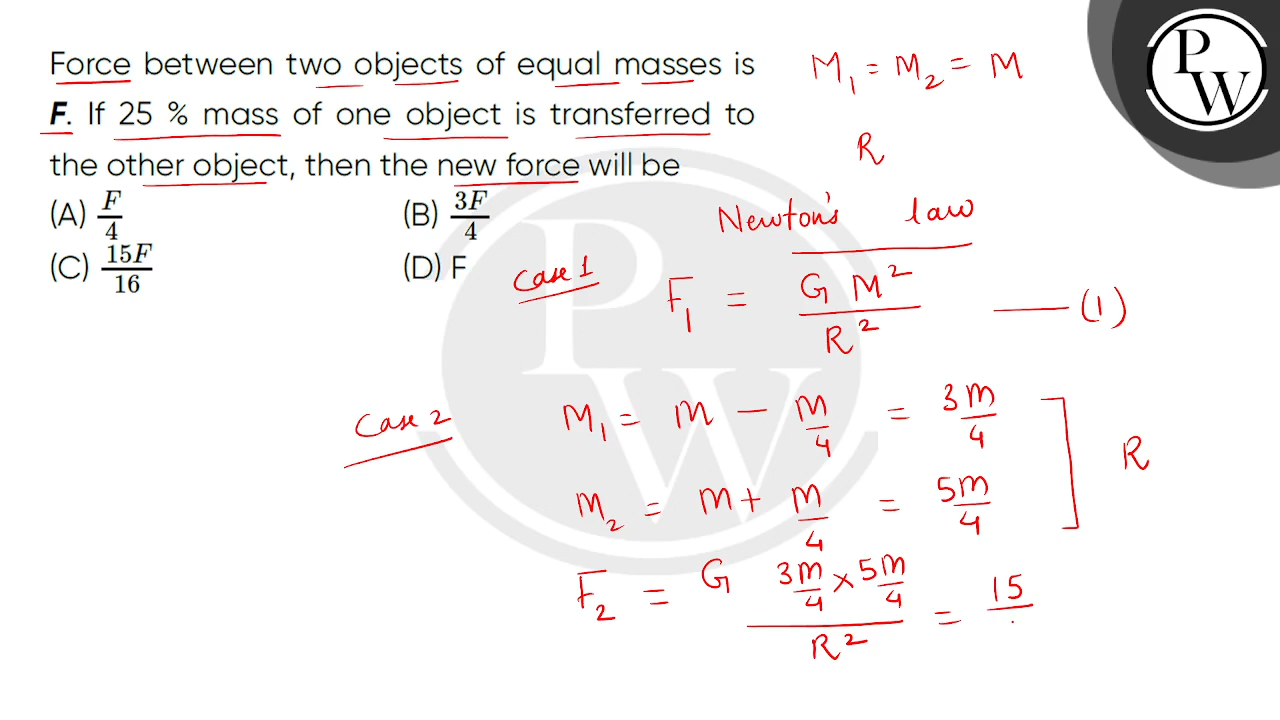 Force between two objects of equal masses is
F. If 25 % mass of one object is transferred to
the other object, then the new force will be
(A) F/4 (B) 3F/4
(C) 15F/16 (D) F
M₁ = M₂ = M
R
Newton's law
Case 1 F₁ = G M²/R² —— (1)
Case 2 M₁ = M − M/4 = 3M/4
M₂ = M + M/4 = 5M/4
R
F₂ = G 3M/4 × 5M/4 / R² = 15
P
W
P
W